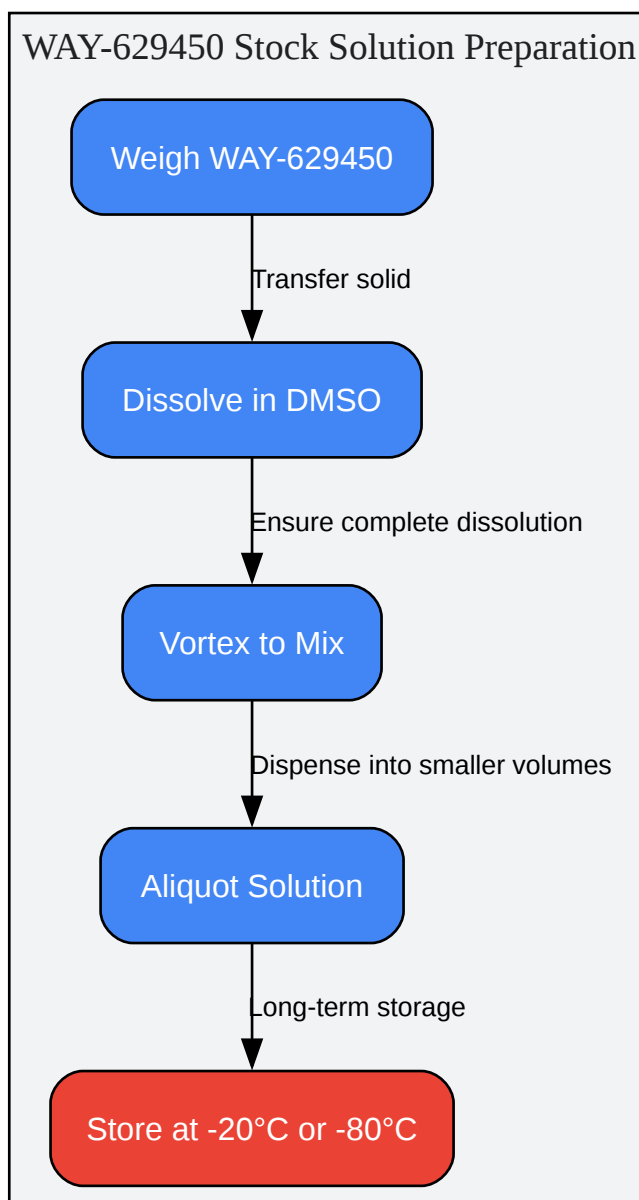 WAY-629450 Stock Solution Preparation
Weigh WAY-629450
Transfer solid
Dissolve in DMSO
Ensure complete dissolution
Vortex to Mix
Dispense into smaller volumes
Aliquot Solution
Long-term storage
Store at -20°C or -80°C